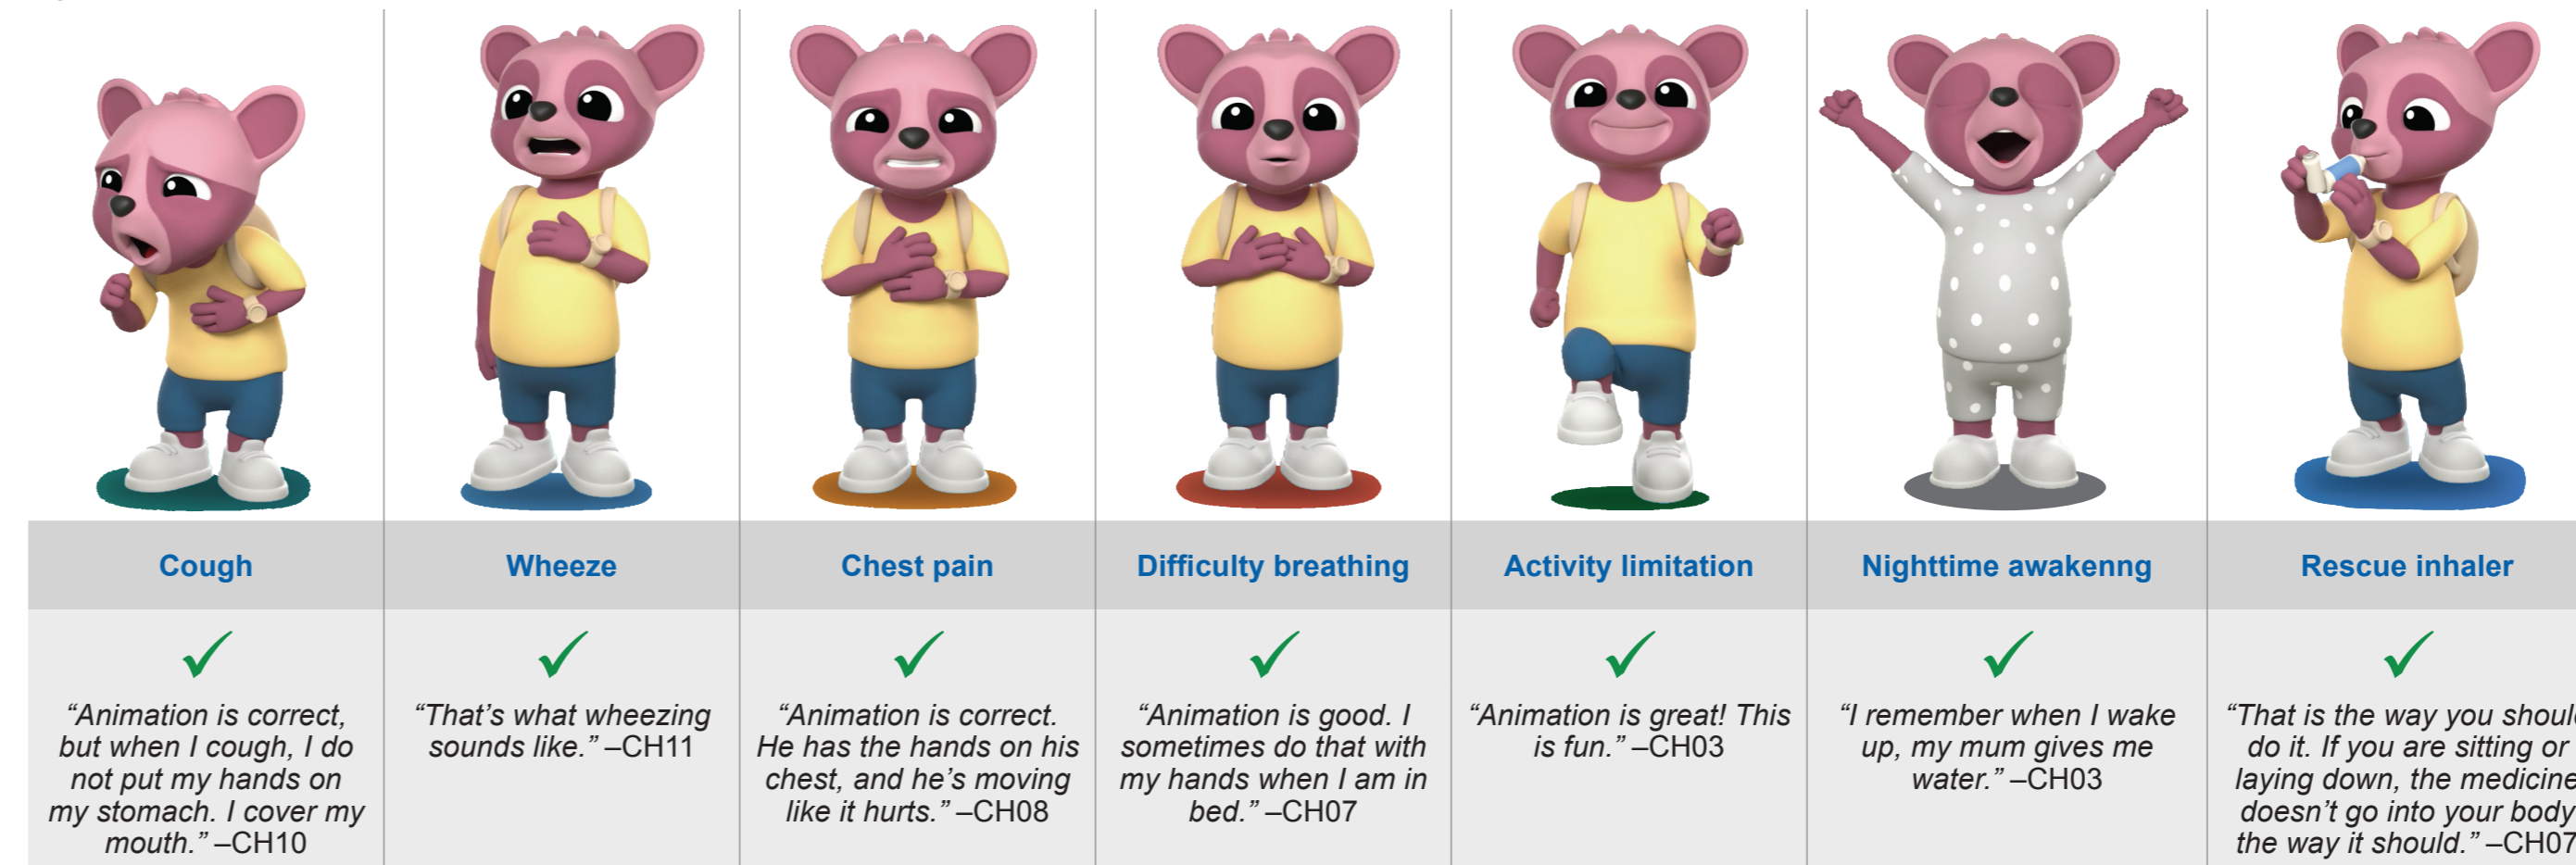 Cough
Wheeze
Chest pain
Difficulty breathing
Activity limitation
Nighttime awakenng
Rescue inhaler
“Animation is correct,
but when I cough, I do
not put my hands on
my stomach. I cover my
mouth.” –CH10
“That’s what wheezing
sounds like.” –CH11
“Animation is correct.
He has the hands on his
chest, and he’s moving
like it hurts.” –CH08
“Animation is good. I
sometimes do that with
my hands when I am in
bed.” –CH07
“Animation is great! This
is fun.” –CH03
“I remember when I wake
up, my mum gives me
water.” –CH03
“That is the way you shoul
do it. If you are sitting or
laying down, the medicine
doesn’t go into your body
the way it should.” –CH07